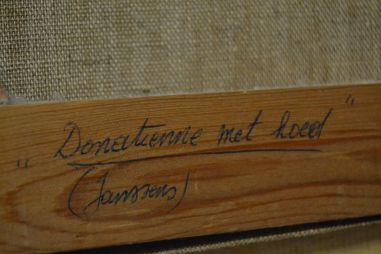 "Donatienne met hoed"
(Janssens)